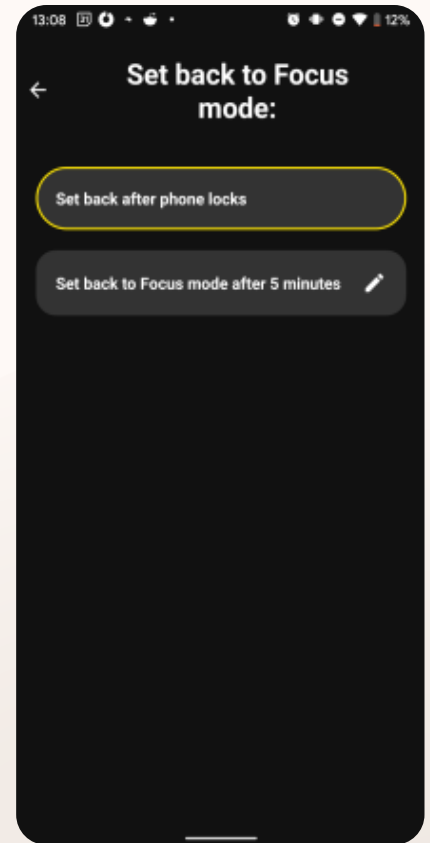 13:08 31 12%
Set back to Focus
mode:
Set back after phone locks
Set back to Focus mode after 5 minutes